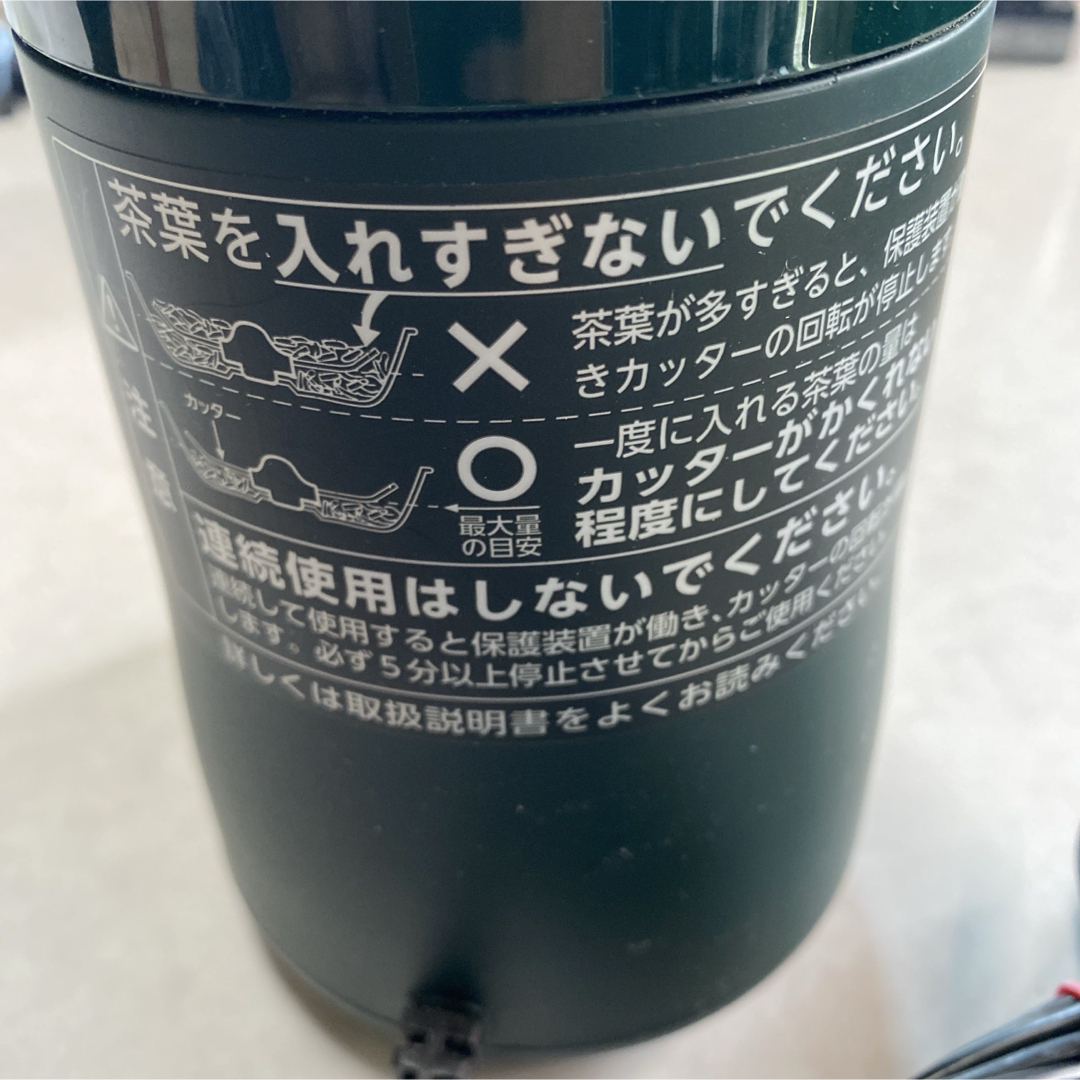 茶葉を入れすぎないでください。
茶葉が多すぎると、保護装置が
きカッターの回転が停止します
カッター
一度に入れる茶葉の量は
カッターがかくれない
程度にしてください。
最大量
の目安
注意
連続使用はしないでください。
連続して使用すると保護装置が働き、カッターの回転が
します。必ず5分以上停止させてからご使用ください
詳しくは取扱説明書をよくお読みください